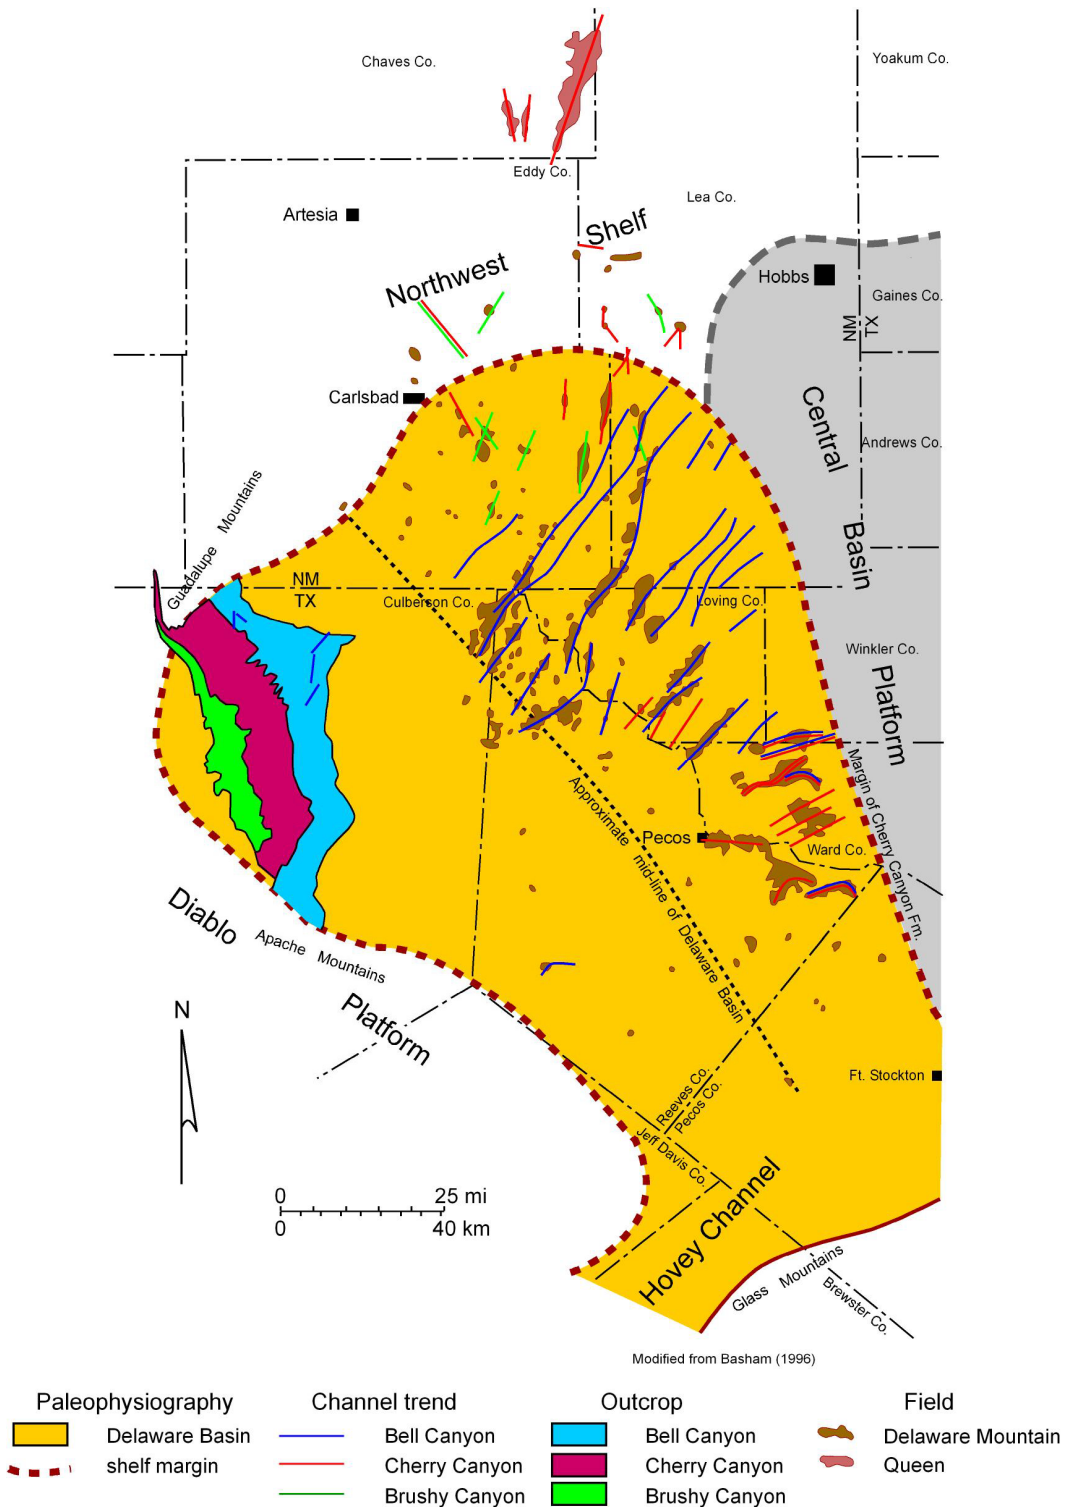 Chaves Co.
Yoakum Co.
Eddy Co.
Lea Co.
Artesia
Shelf
Northwest
Hobbs
Gaines Co.
NM TX
Carlsbad
Central
Andrews Co.
Guadalupe Mountains
Basin
NM
TX
Culberson Co.
Loving Co.
Winkler Co.
Platform
Margin of Cherry Canyon Fm.
Approximate mid-line of Delaware Basin
Pecos
Ward Co.
Diablo
Apache Mountains
Platform
N
Ft. Stockton
Reeves Co.
Pecos Co.
Jeff Davis Co.
0 25 mi
0 40 km
Hovey Channel
Glass Mountains
Brewster Co.
Modified from Basham (1996)
Paleophysiography
Delaware Basin
shelf margin
Channel trend
Bell Canyon
Cherry Canyon
Brushy Canyon
Outcrop
Bell Canyon
Cherry Canyon
Brushy Canyon
Field
Delaware Mountain
Queen